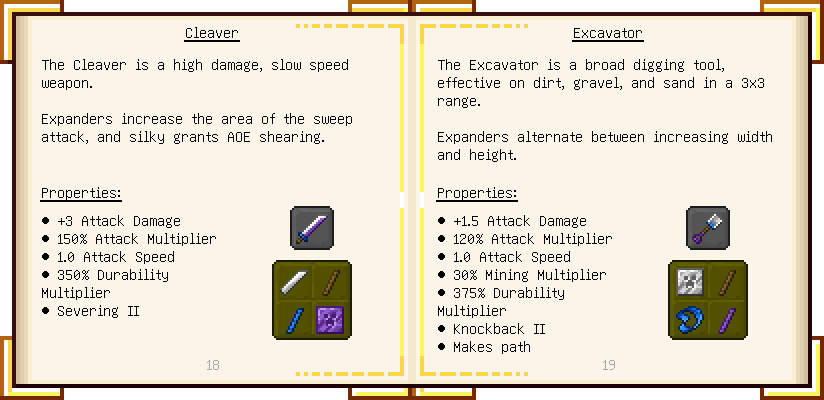 Cleaver
The Cleaver is a high damage, slow speed
weapon.
Expanders increase the area of the sweep
attack, and silky grants AOE shearing.
Properties:
● +3 Attack Damage
● 150% Attack Multiplier
● 1.0 Attack Speed
● 350% Durability
Multiplier
● Severing II
18
Excavator
The Excavator is a broad digging tool,
effective on dirt, gravel, and sand in a 3x3
range.
Expanders alternate between increasing width
and height.
Properties:
● +1.5 Attack Damage
● 120% Attack Multiplier
● 1.0 Attack Speed
● 30% Mining Multiplier
● 375% Durability
Multiplier
● Knockback II
● Makes path
19